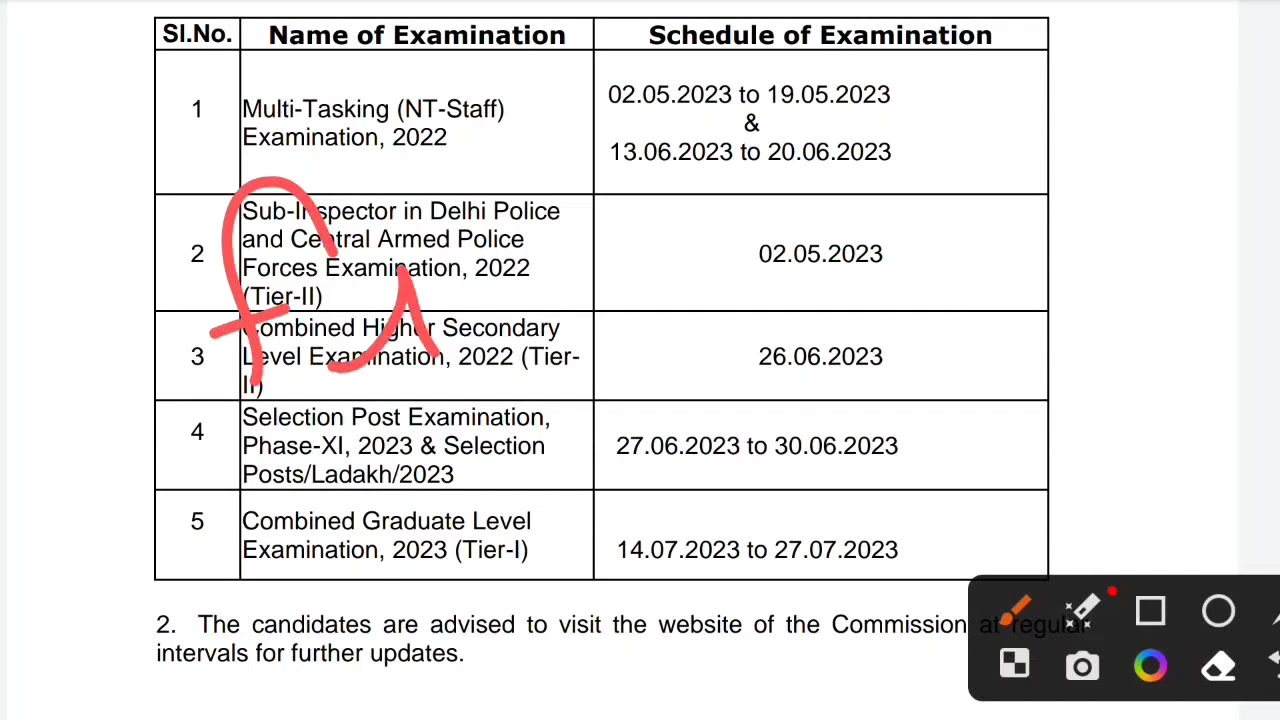 Sl.No. Name of Examination Schedule of Examination
1 Multi-Tasking (NT-Staff) Examination, 2022
02.05.2023 to 19.05.2023
&
13.06.2023 to 20.06.2023
2 Sub-Inspector in Delhi Police
and Central Armed Police
Forces Examination, 2022
(Tier-II)
02.05.2023
3 Combined Higher Secondary
Level Examination, 2022 (Tier-
II)
26.06.2023
4 Selection Post Examination,
Phase-XI, 2023 & Selection
Posts/Ladakh/2023
27.06.2023 to 30.06.2023
5 Combined Graduate Level
Examination, 2023 (Tier-I)
14.07.2023 to 27.07.2023
2. The candidates are advised to visit the website of the Commission at regular
intervals for further updates.